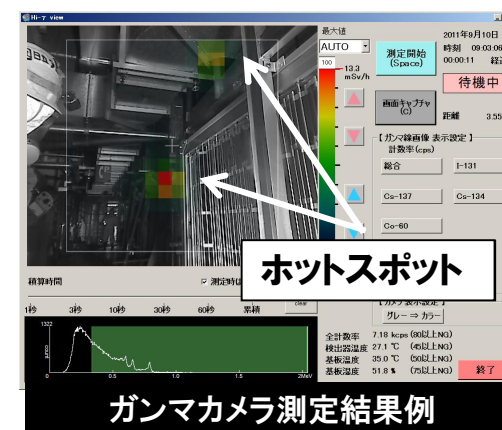 Hi-γ view
最大値
AUTO
100
13.3
mSv/h
測定開始
(Space)
2011年9月10日
時刻 09:03:06
00:00:11
待機中
画面キャプチャ
(C)
距離 3.55
【ガンマ線画像 表示設定】
計数率(cps)
総合
I-131
Cs-137
Cs-134
Co-60
ホットスポット
積算時間
1秒 3秒 10秒 30秒 60秒 累積
clear
グレー ⇒ カラー
1322
count
0 0.5 1.0 1.5 2MeV
全計数率 7.18 kcps (80以上NG)
検出器温度 27.1 ℃ (45以上NG)
基板温度 35.0 ℃ (50以上NG)
基板湿度 51.8 % (75以上NG)
終了
ガンマカメラ測定結果例